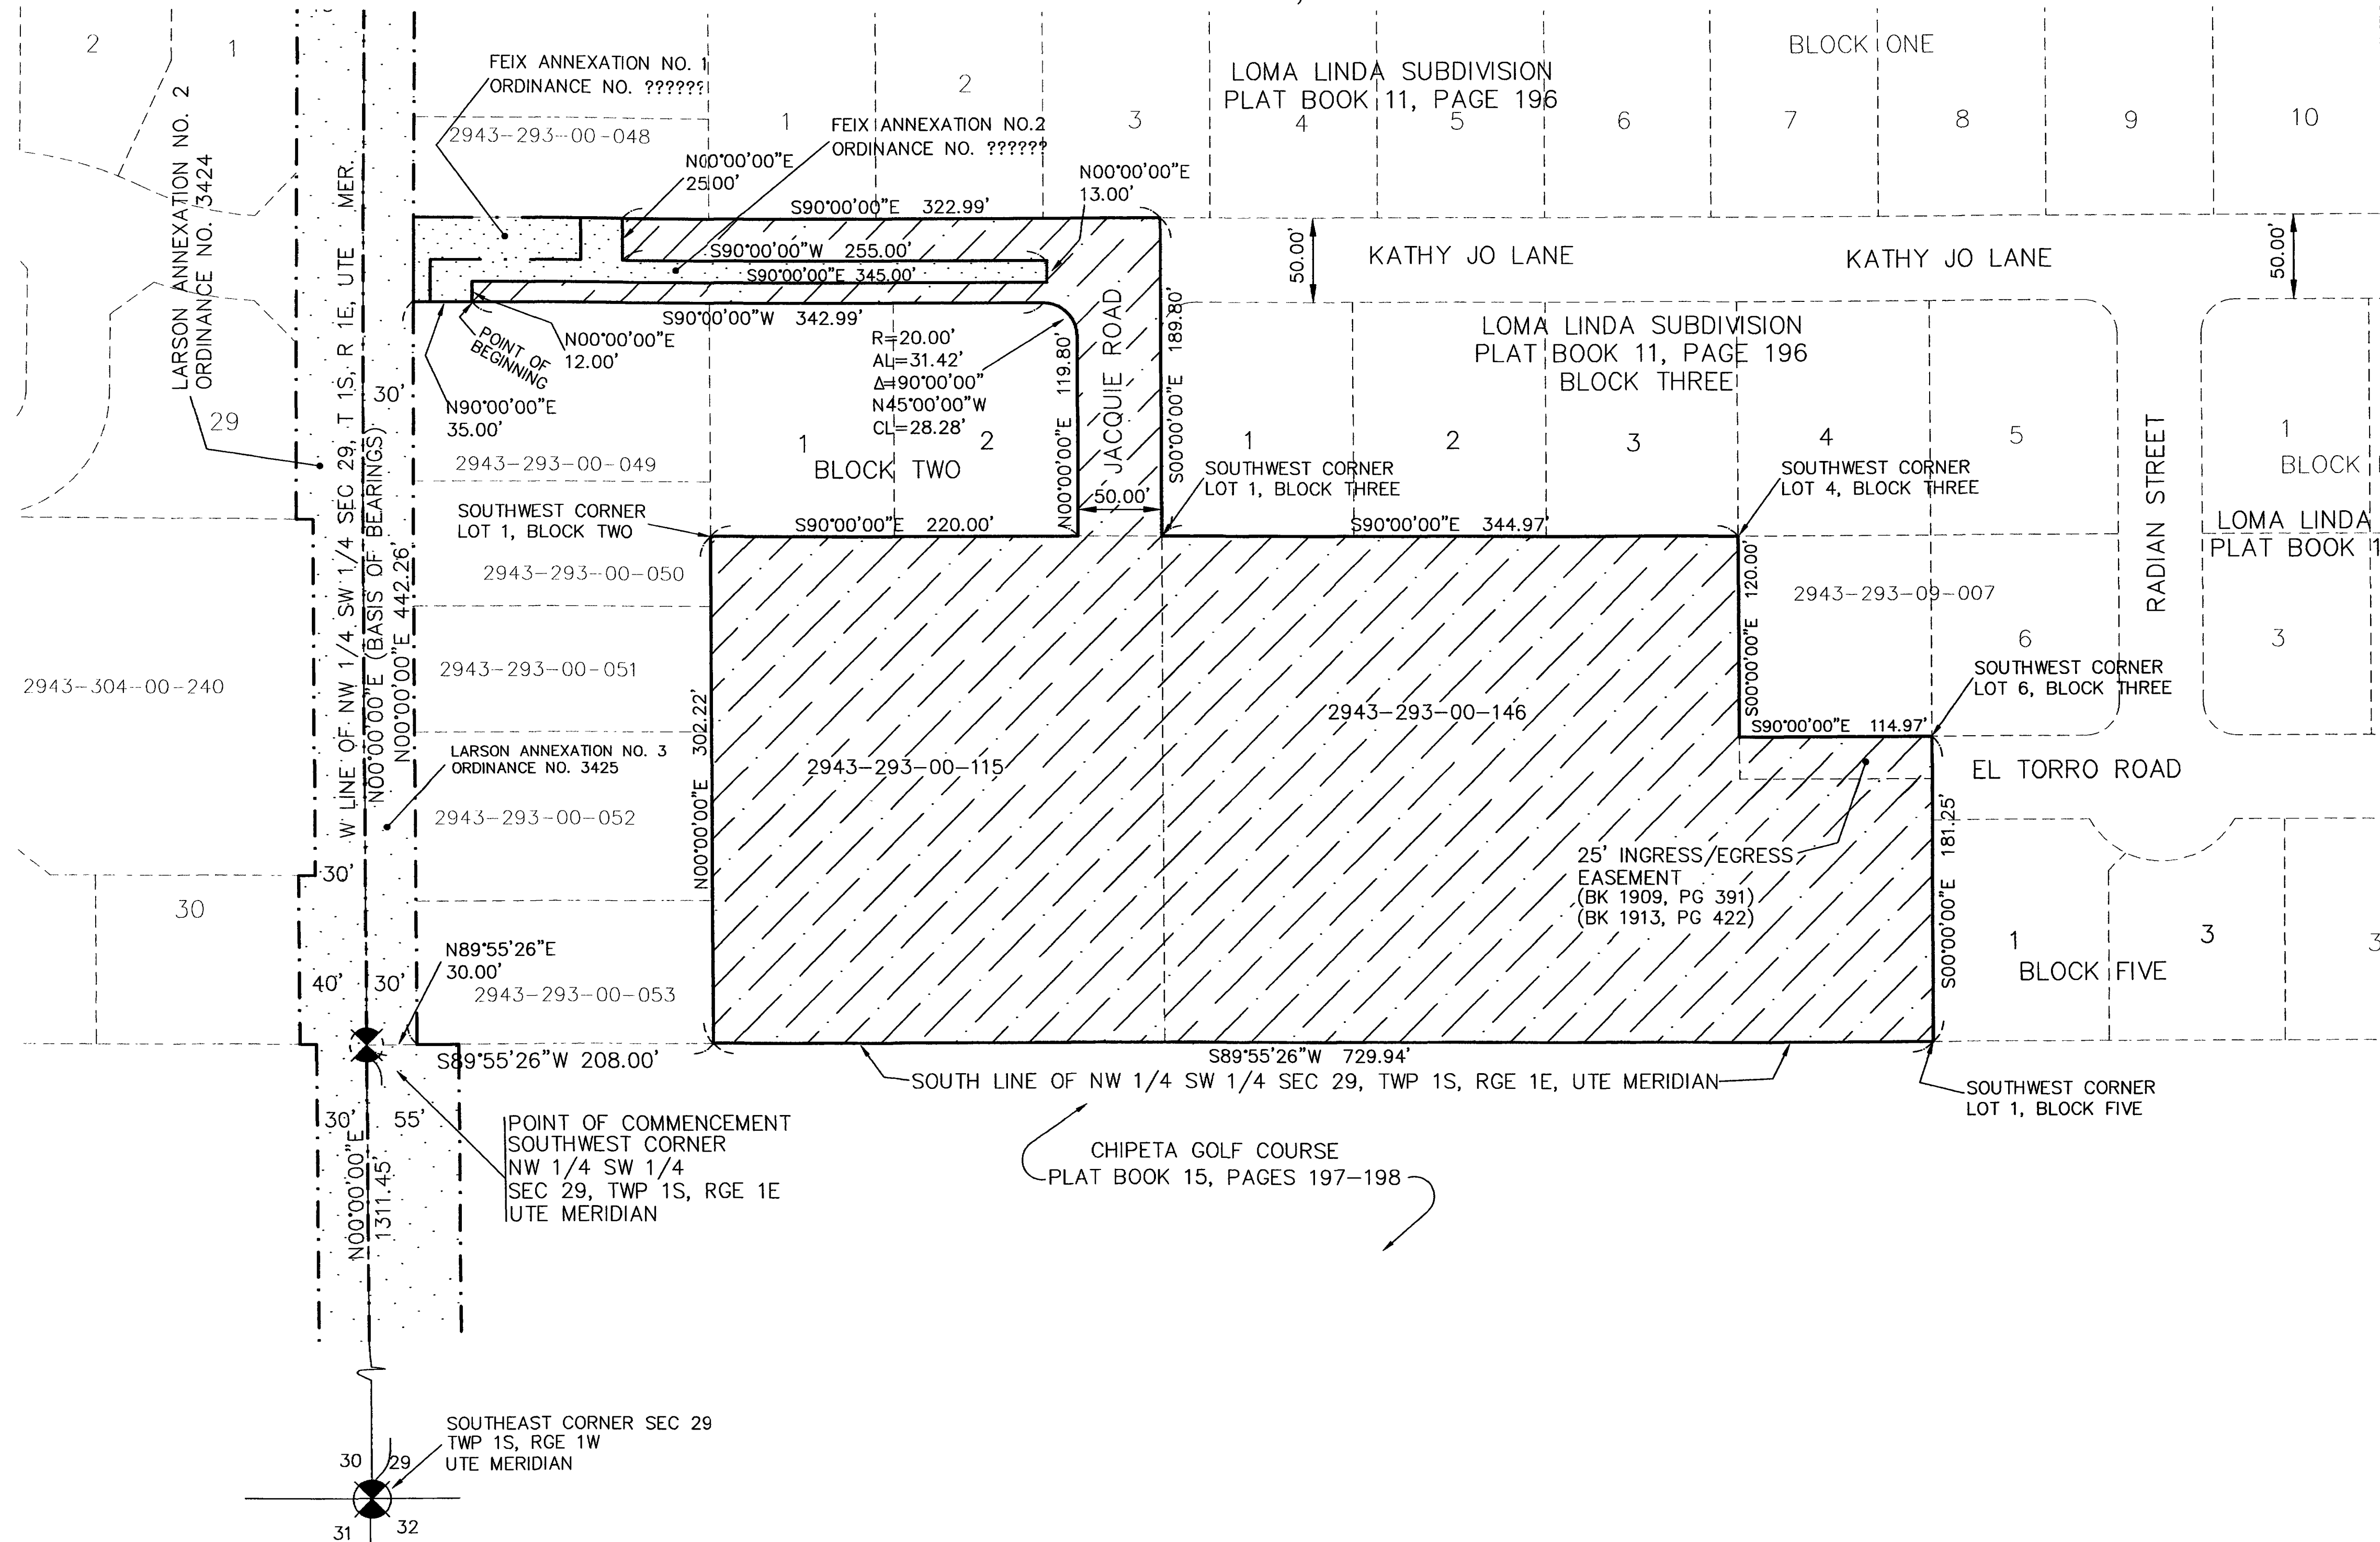 2
1
FEIX ANNEXATION NO. 1
ORDINANCE NO. ??????
2943-293-00-048
LARSON ANNEXATION NO. 2
ORDINANCE NO. 3424
1
2
3
4
5
6
7
8
9
10
LOMA LINDA SUBDIVISION
PLAT BOOK 11, PAGE 196
BLOCK ONE
FEIX ANNEXATION NO.2
ORDINANCE NO. ??????
N00°00'00"E
25.00'
N00°00'00"E
13.00'
S90°00'00"E 322.99'
S90°00'00"W 255.00'
S90°00'00"E 345.00'
S90°00'00"W 342.99'
KATHY JO LANE
KATHY JO LANE
50.00'
50.00'
POINT OF
BEGINNING
N00°00'00"E
12.00'
N90°00'00"E
35.00'
R=20.00'
AL=31.42'
Δ=90°00'00"
N45°00'00"W
CL=28.28'
N00°00'00"E 119.80'
JACQUIE ROAD
S00°00'00"E 189.80'
50.00'
LOMA LINDA SUBDIVISION
PLAT BOOK 11, PAGE 196
BLOCK THREE
1
2
3
4
5
6
RADIAN STREET
1
BLOCK
LOMA LINDA
PLAT BOOK 1
3
29
30'
2943-293-00-049
1
2
BLOCK TWO
SOUTHWEST CORNER
LOT 1, BLOCK TWO
SOUTHWEST CORNER
LOT 1, BLOCK THREE
SOUTHWEST CORNER
LOT 4, BLOCK THREE
S90°00'00"E 220.00'
S90°00'00"E 344.97'
2943-293-00-050
2943-293-09-007
S00°00'00"E 120.00'
W LINE OF NW 1/4 SW 1/4 SEC 29, T 1S, R 1E, UTE MER.
N00°00'00"E (BASIS OF BEARINGS)
N00°00'00"E 442.26'
2943-293-00-051
2943-304-00-240
N00°00'00"E 302.22'
2943-293-00-146
SOUTHWEST CORNER
LOT 6, BLOCK THREE
S90°00'00"E 114.97'
LARSON ANNEXATION NO. 3
ORDINANCE NO. 3425
2943-293-00-115
EL TORRO ROAD
2943-293-00-052
25' INGRESS/EGRESS
EASEMENT
(BK 1909, PG 391)
(BK 1913, PG 422)
S00°00'00"E 181.25'
30'
30
1
BLOCK FIVE
3
3
N89°55'26"E
30.00'
40'
30'
2943-293-00-053
S89°55'26"W 208.00'
S89°55'26"W 729.94'
SOUTH LINE OF NW 1/4 SW 1/4 SEC 29, TWP 1S, RGE 1E, UTE MERIDIAN
SOUTHWEST CORNER
LOT 1, BLOCK FIVE
30'
55'
POINT OF COMMENCEMENT
SOUTHWEST CORNER
NW 1/4 SW 1/4
SEC 29, TWP 1S, RGE 1E
UTE MERIDIAN
CHIPETA GOLF COURSE
PLAT BOOK 15, PAGES 197-198
N00°00'00"E
1311.45'
SOUTHEAST CORNER SEC 29
TWP 1S, RGE 1W
UTE MERIDIAN
30
29
31
32